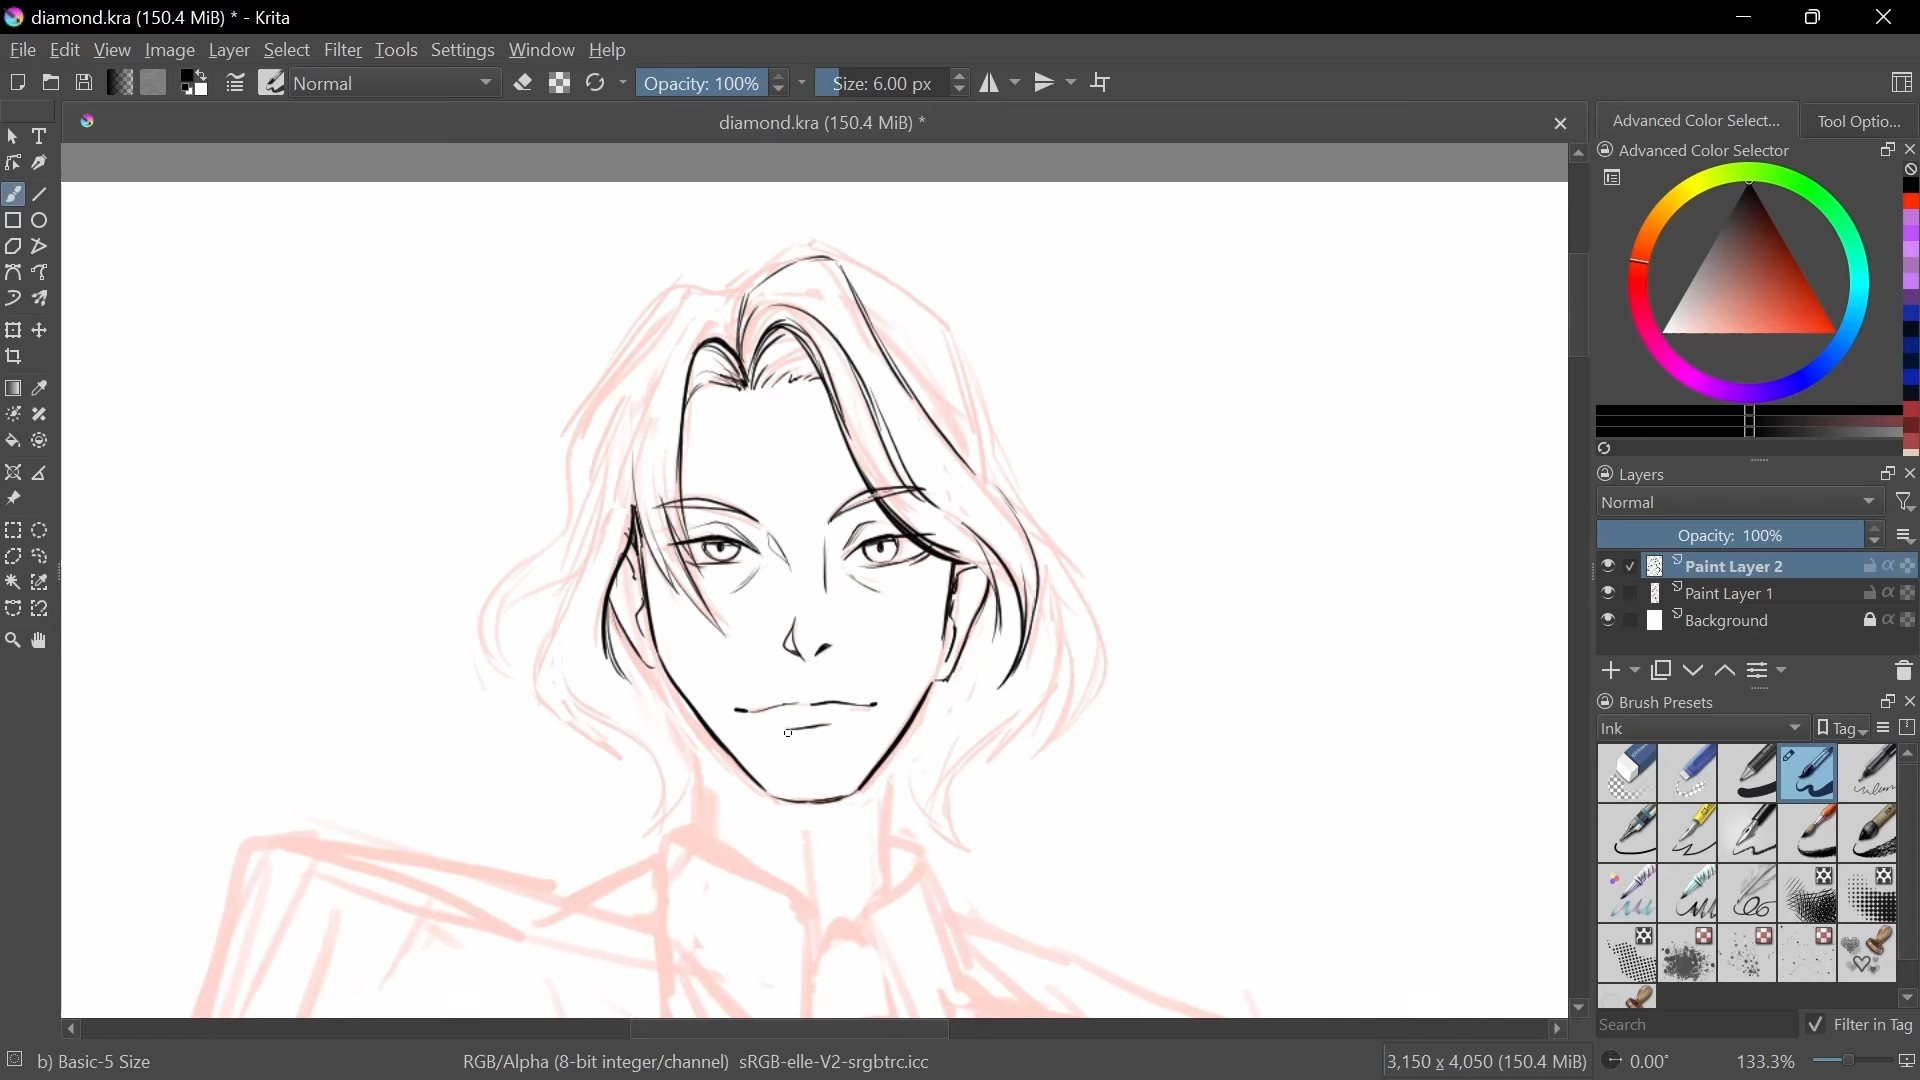 diamond.kra (150.4 MiB) * - Krita
File Edit View Image Layer Select Filter Tools Settings Window Help
Normal Opacity: 100% Size: 6.00 px
diamond.kra (150.4 MiB) *
Advanced Color Select... Tool Optio...
Advanced Color Selector
Layers
Normal
Opacity: 100%
Paint Layer 2
Paint Layer 1
Background
Brush Presets
Ink Tag
Search Filter in Tag
b) Basic-5 Size RGB/Alpha (8-bit integer/channel) sRGB-elle-V2-srgbtrc.icc 3,150 x 4,050 (150.4 MiB) 0.00° 133.3%